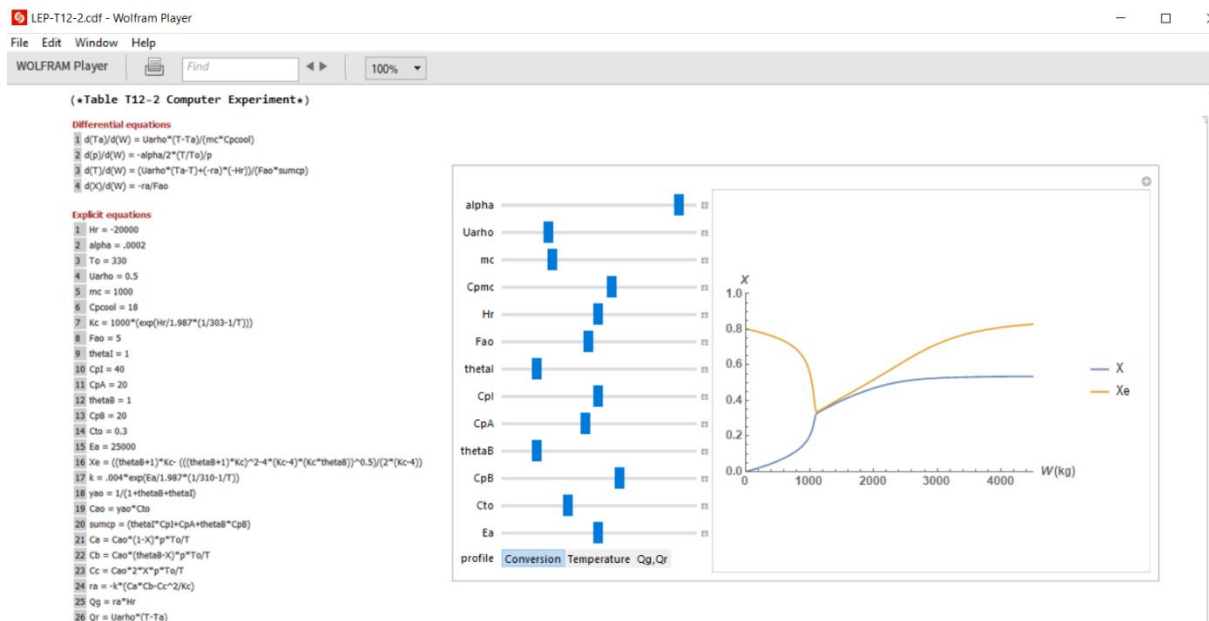 LEP-T12-2.cdf - Wolfram Player
File Edit Window Help
WOLFRAM Player
Find
100%
(★Table T12-2 Computer Experiment★)
Differential equations
1 d(Ta)/d(W) = Uarho*(T-Ta)/(mc*Cpcool)
2 d(p)/d(W) = -alpha/2*(T/To)/p
3 d(T)/d(W) = (Uarho*(Ta-T)+(-ra)*(-Hr))/(Fao*sumcp)
4 d(X)/d(W) = -ra/Fao
Explicit equations
1 Hr = -20000
2 alpha = .0002
3 To = 330
4 Uarho = 0.5
5 mc = 1000
6 Cpcool = 18
7 Kc = 1000*(exp(Hr/1.987*(1/303-1/T)))
8 Fao = 5
9 thetaI = 1
10 CpI = 40
11 CpA = 20
12 thetaB = 1
13 CpB = 20
14 Cto = 0.3
15 Ea = 25000
16 Xe = ((thetaB+1)*Kc- (((thetaB+1)*Kc)^2-4*(Kc-4)*(Kc*thetaB))^0.5)/(2*(Kc-4))
17 k = .004*exp(Ea/1.987*(1/310-1/T))
18 yao = 1/(1+thetaB+thetaI)
19 Cao = yao*Cto
20 sumcp = (thetaI*CpI+CpA+thetaB*CpB)
21 Ca = Cao*(1-X)*p*To/T
22 Cb = Cao*(thetaB-X)*p*To/T
23 Cc = Cao*2*X*p*To/T
24 ra = -k*(Ca*Cb-Cc^2/Kc)
25 Qg = ra*Hr
26 Qr = Uarho*(T-Ta)
alpha
Uarho
mc
Cpmc
Hr
Fao
thetaI
CpI
CpA
thetaB
CpB
Cto
Ea
profile Conversion Temperature Qg,Qr
X
1.0
0.8
0.6
0.4
0.2
0.0
0 1000 2000 3000 4000 W(kg)
X
Xe